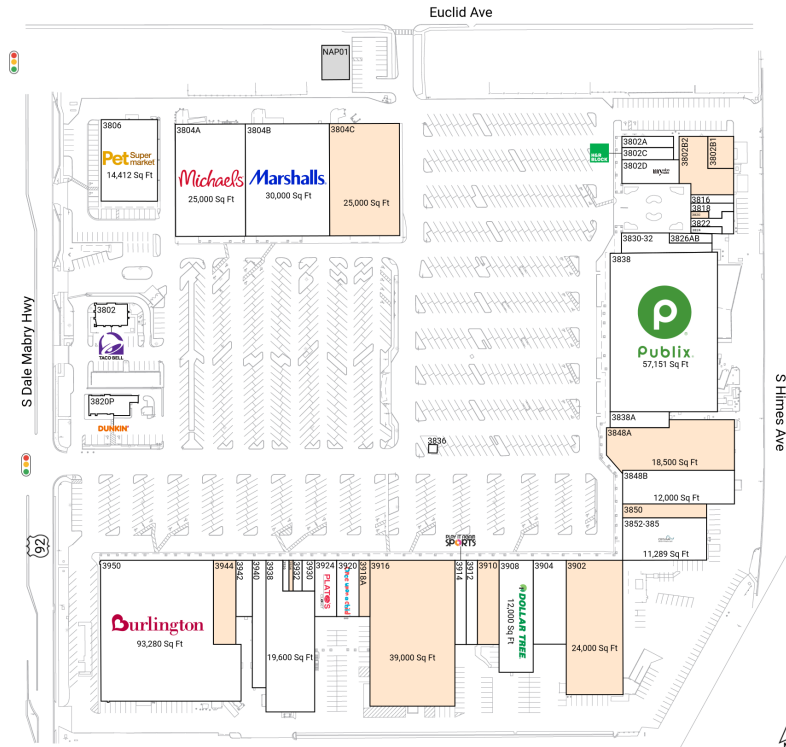 Euclid Ave
NAP01
3806
Pet Super
market
14,412 Sq Ft
3804A
Michaels
25,000 Sq Ft
3804B
Marshalls
30,000 Sq Ft
3804C
25,000 Sq Ft
H&R
BLOCK
3802A
3802C
3802D
3802B2
3802B1
3816
3818
3822
3830-32
3826AB
3838
Publix
57,151 Sq Ft
S Dale Mabry Hwy
3802
TACO BELL
3820P
DUNKIN'
3836
3838A
3848A
18,500 Sq Ft
3848B
12,000 Sq Ft
3850
3852-385
11,289 Sq Ft
S Himes Ave
92
PLAY IT AGAIN
SPORTS
3950
Burlington
93,280 Sq Ft
3944
3942
3940
3938
19,600 Sq Ft
3932
3930
3924
PLATO'S
3920
once upon a child
3918A
3916
39,000 Sq Ft
3914
3912
3910
3908
DOLLAR TREE
12,000 Sq Ft
3904
3902
24,000 Sq Ft